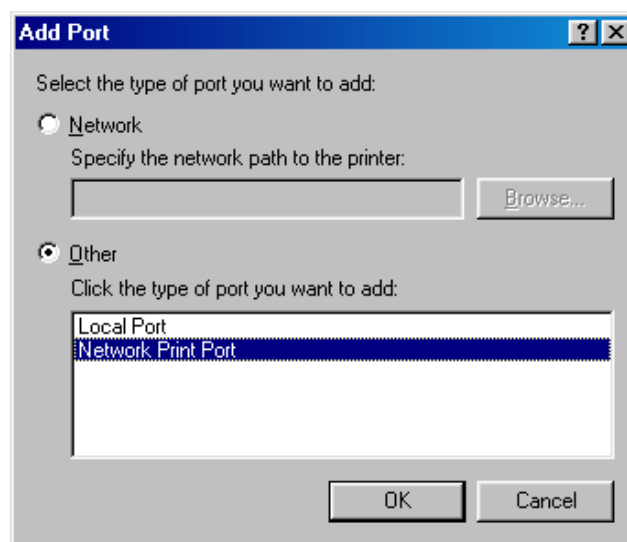 Add Port
Select the type of port you want to add:
Network
Specify the network path to the printer:
Browse...
Other
Click the type of port you want to add:
Local Port
Network Print Port
OK Cancel